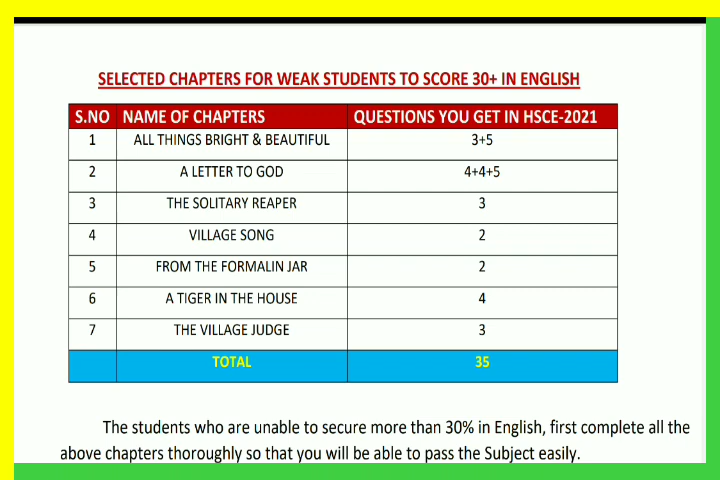 SELECTED CHAPTERS FOR WEAK STUDENTS TO SCORE 30+ IN ENGLISH
S.NO NAME OF CHAPTERS QUESTIONS YOU GET IN HSCE-2021
1 ALL THINGS BRIGHT & BEAUTIFUL 3+5
2 A LETTER TO GOD 4+4+5
3 THE SOLITARY REAPER 3
4 VILLAGE SONG 2
5 FROM THE FORMALIN JAR 2
6 A TIGER IN THE HOUSE 4
7 THE VILLAGE JUDGE 3
TOTAL 35
The students who are unable to secure more than 30% in English, first complete all the
above chapters thoroughly so that you will be able to pass the Subject easily.